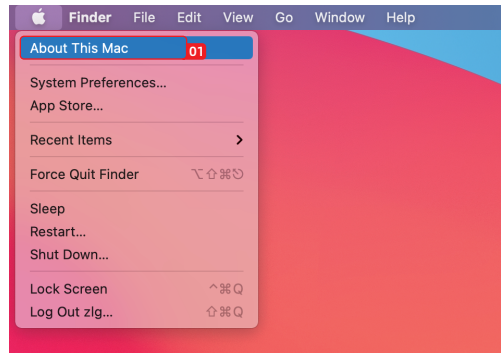 Finder File Edit View Go Window Help
About This Mac 01
System Preferences...
App Store...
Recent Items
Force Quit Finder ⌥⇧⌘⎋
Sleep
Restart...
Shut Down...
Lock Screen ^⌘Q
Log Out zlg... ⇧⌘Q